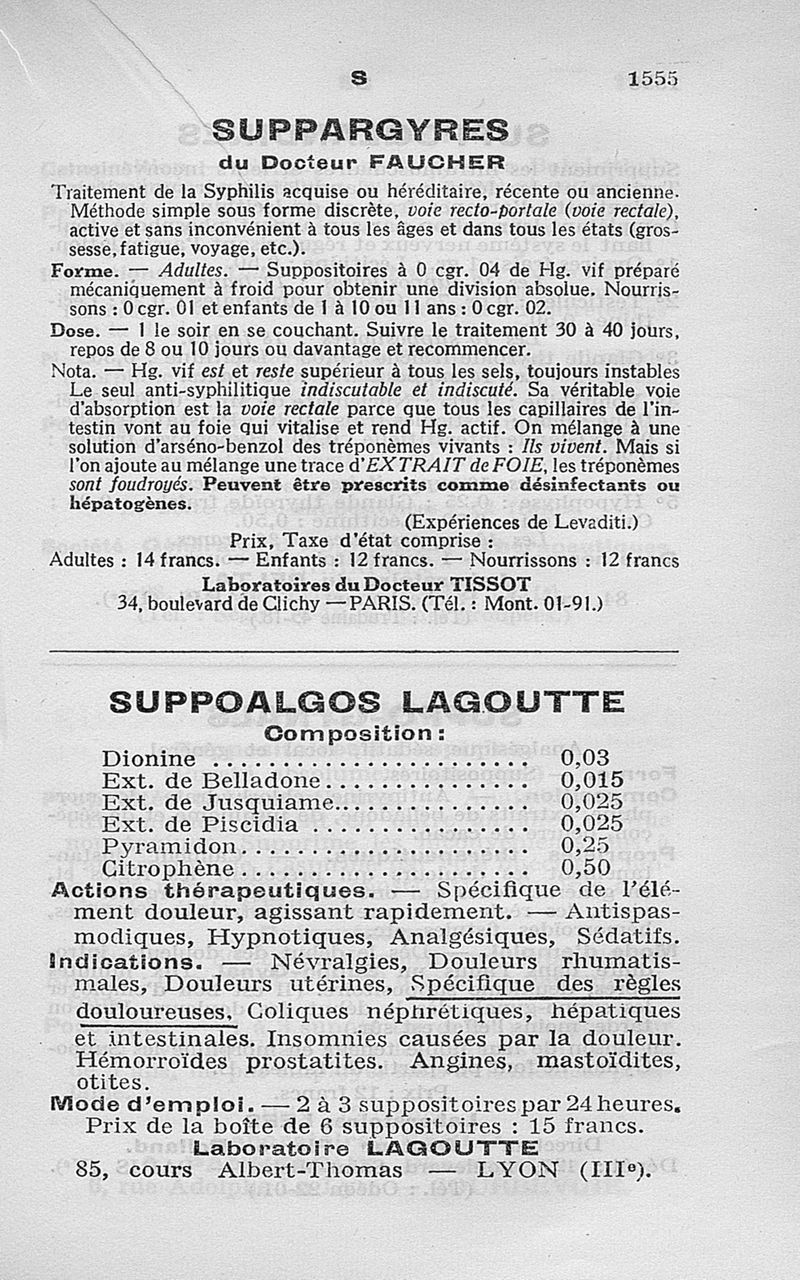 S 1555
SUPPARGYRES
du Docteur FAUCHER
Traitement de la Syphilis acquise ou héréditaire, récente ou ancienne.
Méthode simple sous forme discrète, voie recto-portale (voie rectale),
active et sans inconvénient à tous les âges et dans tous les états (gros-
sesse, fatigue, voyage, etc.).
Forme. — Adultes. — Suppositoires à 0 cgr. 04 de Hg. vif préparé
mécaniquement à froid pour obtenir une division absolue. Nourris-
sons : 0 cgr. 01 et enfants de 1 à 10 ou 11 ans : 0 cgr. 02.
Dose. — 1 le soir en se couchant. Suivre le traitement 30 à 40 jours,
repos de 8 ou 10 jours ou davantage et recommencer.
Nota. — Hg. vif est et reste supérieur à tous les sels, toujours instables
Le seul anti-syphilitique indiscutable et indiscuté. Sa véritable voie
d'absorption est la voie rectale parce que tous les capillaires de l'in-
testin vont au foie qui vitalise et rend Hg. actif. On mélange à une
solution d'arséno-benzol des tréponèmes vivants : Ils vivent. Mais si
l'on ajoute au mélange une trace d'EXTRAIT de FOIE, les tréponèmes
sont foudroyés. Peuvent être prescrits comme désinfectants ou
hépatogènes.
(Expériences de Levaditi.)
Prix, Taxe d'état comprise :
Adultes : 14 francs. — Enfants : 12 francs. — Nourrissons : 12 francs
Laboratoires du Docteur TISSOT
34, boulevard de Clichy — PARIS. (Tél. : Mont. 01-91.)
SUPPOALGOS LAGOUTTE
Composition :
Dionine ....................... 0,03
Ext. de Belladone............... 0,015
Ext. de Jusquiame.............. 0,025
Ext. de Piscidia ................ 0,025
Pyramidon..................... 0,25
Citrophène..................... 0,50
Actions thérapeutiques. — Spécifique de l'élé-
ment douleur, agissant rapidement. — Antispas-
modiques, Hypnotiques, Analgésiques, Sédatifs.
Indications. — Névralgies, Douleurs rhumatis-
males, Douleurs utérines, Spécifique des règles
douloureuses, Coliques néphrétiques, hépatiques
et intestinales. Insomnies causées par la douleur.
Hémorroïdes prostatites. Angines, mastoïdites,
otites.
Mode d'emploi. — 2 à 3 suppositoires par 24 heures.
Prix de la boîte de 6 suppositoires : 15 francs.
Laboratoire LAGOUTTE
85, cours Albert-Thomas — LYON (IIIe).